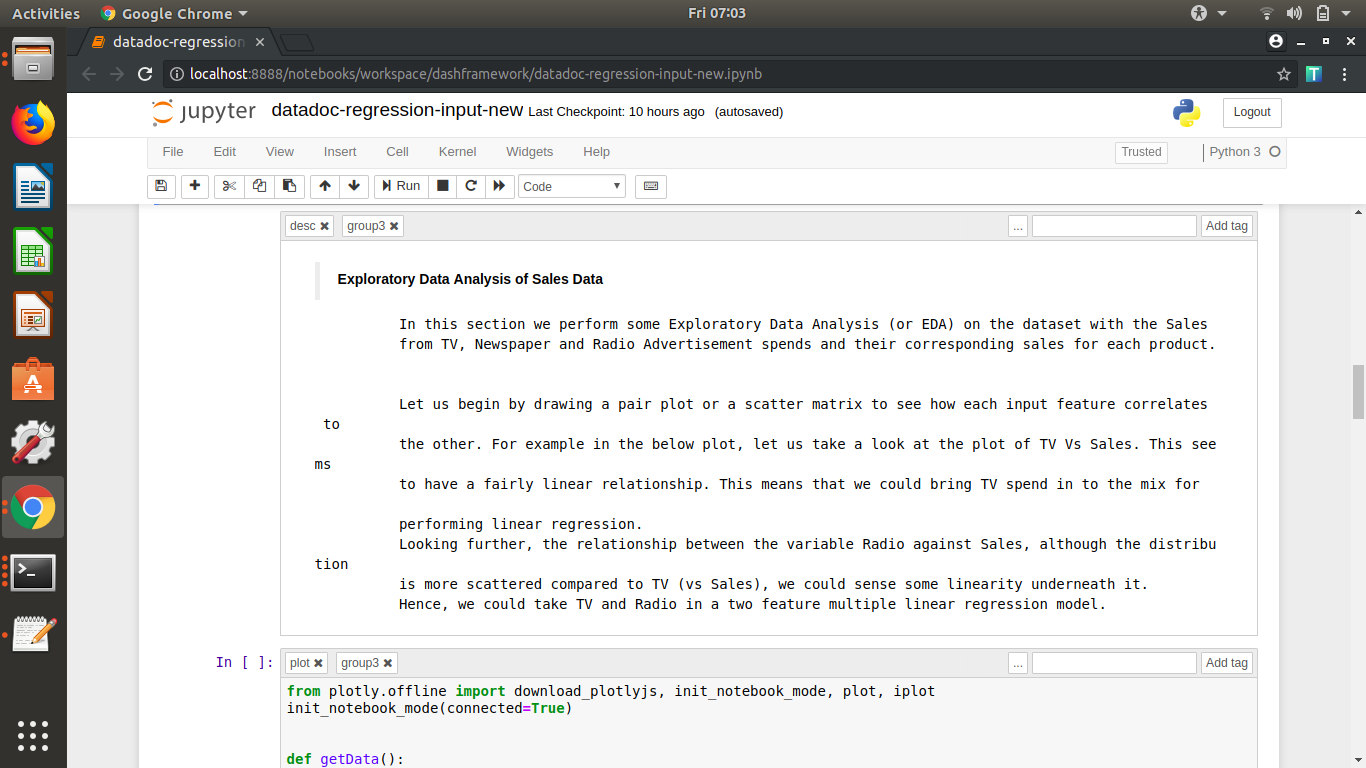 Activities Google Chrome Fri 07:03
datadoc-regression
localhost:8888/notebooks/workspace/dashframework/datadoc-regression-input-new.ipynb T
jupyter datadoc-regression-input-new Last Checkpoint: 10 hours ago (autosaved) Logout
File Edit View Insert Cell Kernel Widgets Help Trusted Python 3
Run Code
desc group3 ... Add tag
Exploratory Data Analysis of Sales Data
In this section we perform some Exploratory Data Analysis (or EDA) on the dataset with the Sales
from TV, Newspaper and Radio Advertisement spends and their corresponding sales for each product.
Let us begin by drawing a pair plot or a scatter matrix to see how each input feature correlates
to
the other. For example in the below plot, let us take a look at the plot of TV Vs Sales. This see
ms
to have a fairly linear relationship. This means that we could bring TV spend in to the mix for
performing linear regression.
Looking further, the relationship between the variable Radio against Sales, although the distribu
tion
is more scattered compared to TV (vs Sales), we could sense some linearity underneath it.
Hence, we could take TV and Radio in a two feature multiple linear regression model.
In [ ]: plot group3 ... Add tag
from plotly.offline import download_plotlyjs, init_notebook_mode, plot, iplot
init_notebook_mode(connected=True)
def getData():